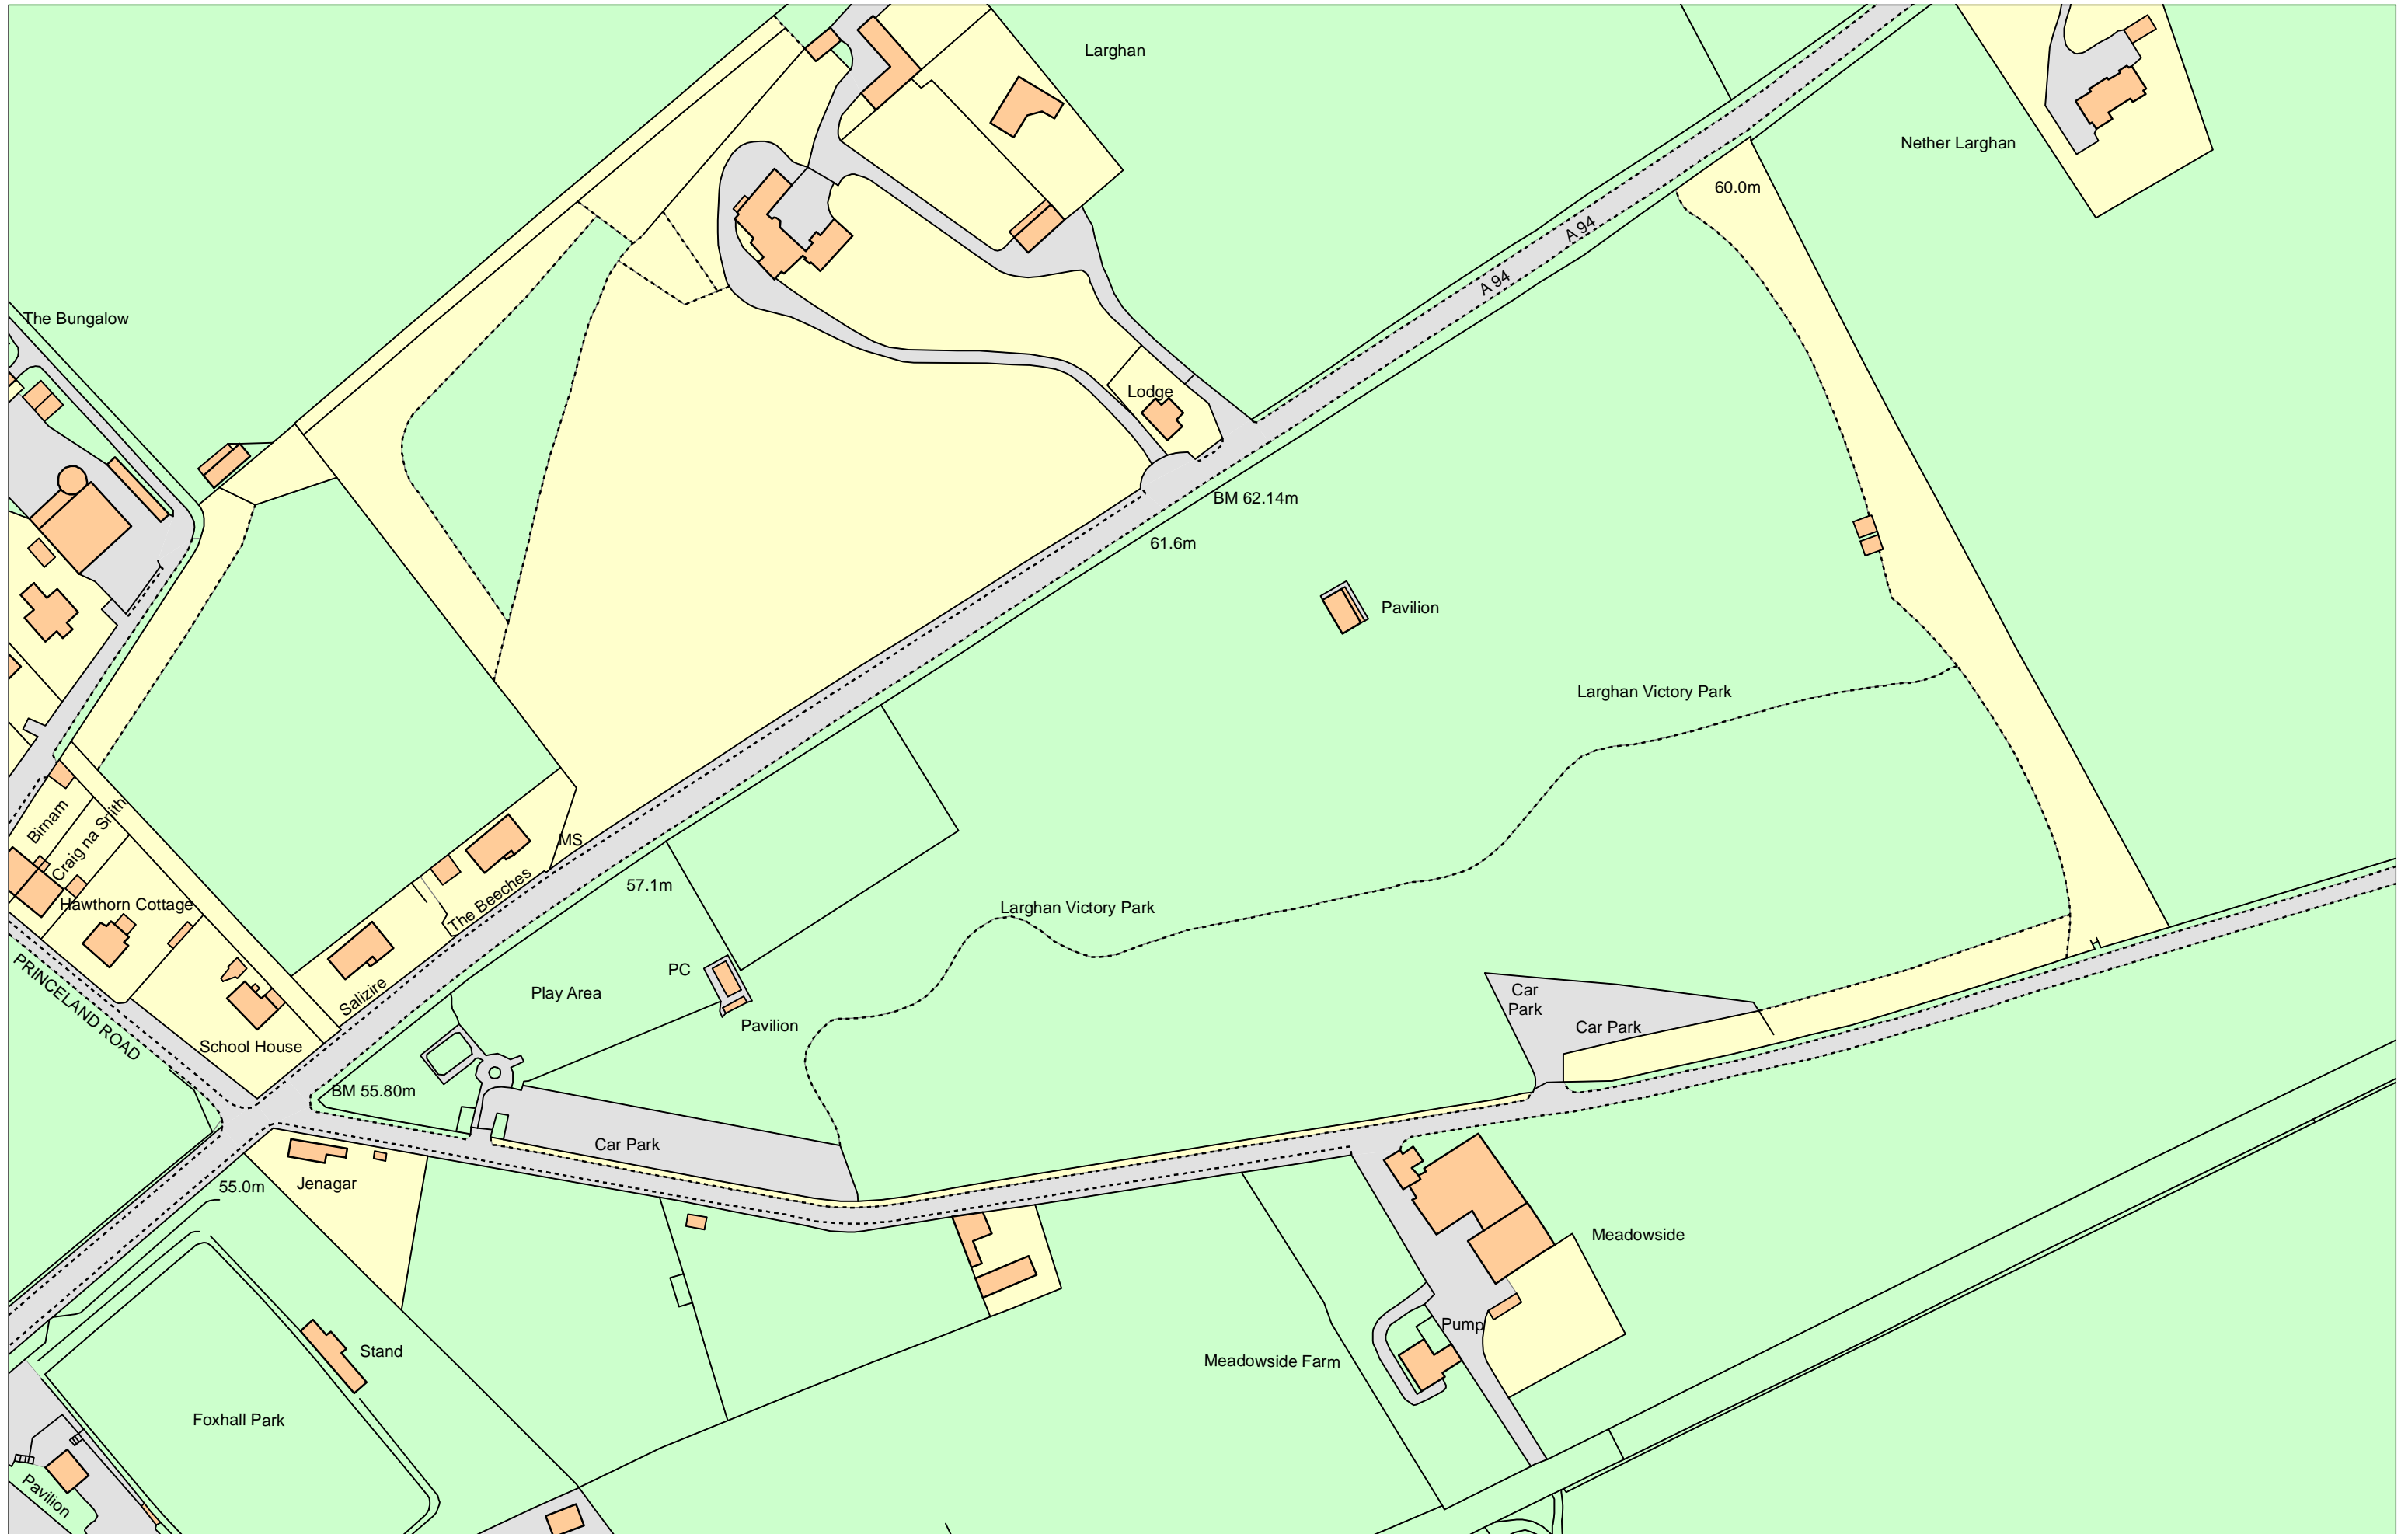 Larghan
Nether Larghan
60.0m
A 94
A 94
The Bungalow
Lodge
BM 62.14m
61.6m
Pavilion
Larghan Victory Park
Birnam
Craig na Snith
MS
57.1m
The Beeches
Hawthorn Cottage
Larghan Victory Park
PC
Play Area
Salizire
Pavilion
Car
Park
Car Park
PRINCELAND ROAD
School House
BM 55.80m
Car Park
55.0m
Jenagar
Meadowside
Pump
Stand
Meadowside Farm
Foxhall Park
Pavilion